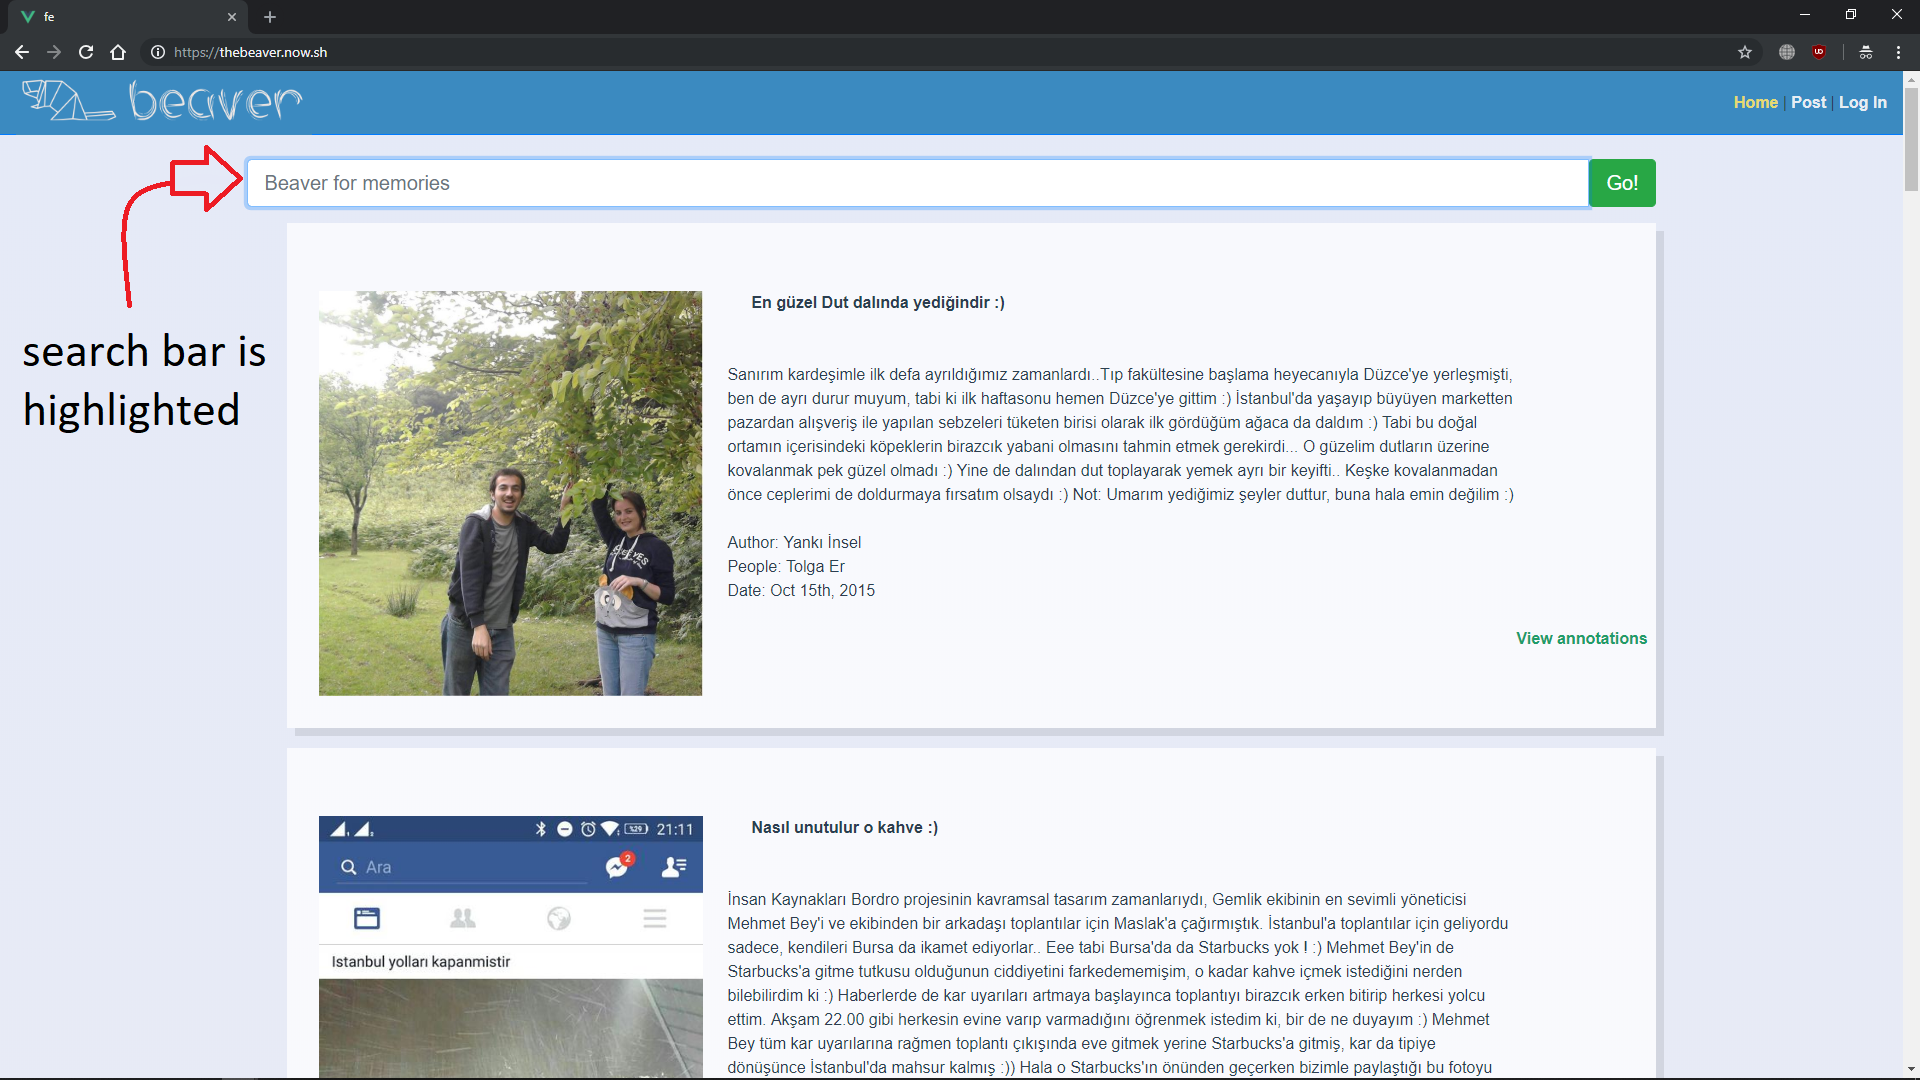 fe
https://thebeaver.now.sh
beaver
Home | Post | Log In
Beaver for memories
Go!
search bar is
highlighted
En güzel Dut dalında yediğindir :)
Sanırım kardeşimle ilk defa ayrıldığımız zamanlardı..Tıp fakültesine başlama heyecanıyla Düzce'ye yerleşmişti,
ben de ayrı durur muyum, tabi ki ilk haftasonu hemen Düzce'ye gittim :) İstanbul'da yaşayıp büyüyen marketten
pazardan alışveriş ile yapılan sebzeleri tüketen birisi olarak ilk gördüğüm ağaca da daldım :) Tabi bu doğal
ortamın içerisindeki köpeklerin birazcık yabani olmasını tahmin etmek gerekirdi... O güzelim dutların üzerine
kovalanmak pek güzel olmadı :) Yine de dalından dut toplayarak yemek ayrı bir keyifti.. Keşke kovalanmadan
önce ceplerimi de doldurmaya fırsatım olsaydı :) Not: Umarım yediğimiz şeyler duttur, buna hala emin değilim :)
Author: Yankı İnsel
People: Tolga Er
Date: Oct 15th, 2015
View annotations
Nasıl unutulur o kahve :)
%29 21:11
Ara
2
Istanbul yolları kapanmistir
İnsan Kaynakları Bordro projesinin kavramsal tasarım zamanlarıydı, Gemlik ekibinin en sevimli yöneticisi
Mehmet Bey'i ve ekibinden bir arkadaşı toplantılar için Maslak'a çağırmıştık. İstanbul'a toplantılar için geliyordu
sadece, kendileri Bursa da ikamet ediyorlar.. Eee tabi Bursa'da da Starbucks yok ! :) Mehmet Bey'in de
Starbucks'a gitme tutkusu olduğunun ciddiyetini farkedememişim, o kadar kahve içmek istediğini nerden
bilebilirdim ki :) Haberlerde de kar uyarıları artmaya başlayınca toplantıyı birazcık erken bitirip herkesi yolcu
ettim. Akşam 22.00 gibi herkesin evine varıp varmadığını öğrenmek istedim ki, bir de ne duyayım :) Mehmet
Bey tüm kar uyarılarına rağmen toplantı çıkışında eve gitmek yerine Starbucks'a gitmiş, kar da tipiye
dönüşünce İstanbul'da mahsur kalmış :)) Hala o Starbucks'ın önünden geçerken bizimle paylaştığı bu fotoyu